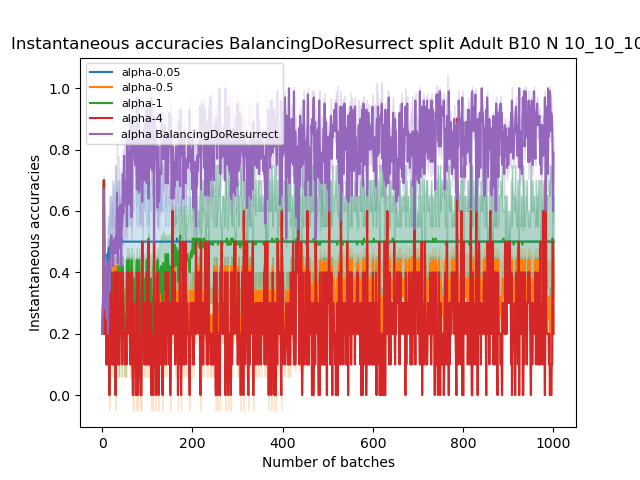 Instantaneous accuracies BalancingDoResurrect split Adult B10 N 10_10_10
alpha-0.05
alpha-0.5
alpha-1
alpha-4
alpha BalancingDoResurrect
1.0
0.8
0.6
0.4
0.2
0.0
Instantaneous accuracies
0 200 400 600 800 1000
Number of batches